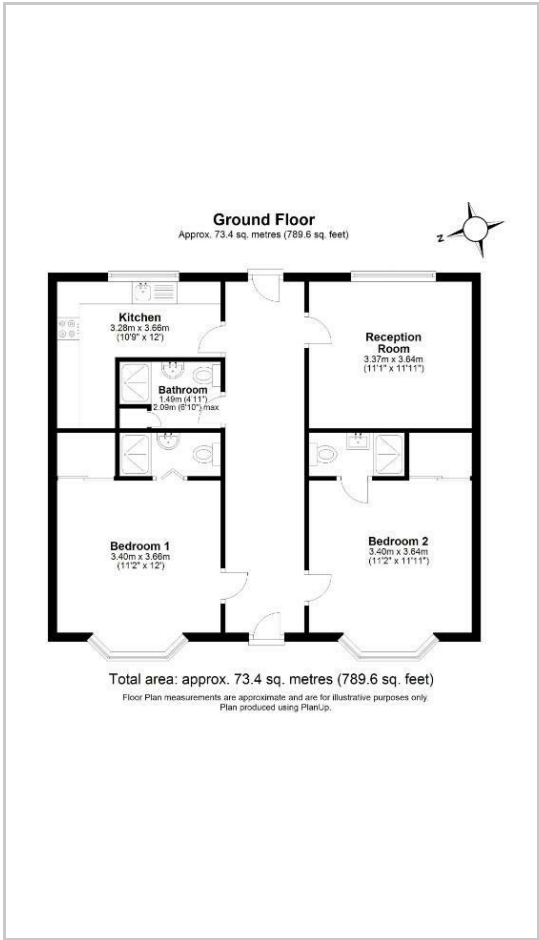 Ground Floor
Approx. 73.4 sq. metres (789.6 sq. feet)
N
Kitchen
3.28m x 3.66m
(10'9" x 12')
Reception
Room
3.37m x 3.64m
(11'1" x 11'11")
Bathroom
1.49m (4'11")
2.09m (6'10") max
Bedroom 1
3.40m x 3.66m
(11'2" x 12')
Bedroom 2
3.40m x 3.64m
(11'2" x 11'11")
Total area: approx. 73.4 sq. metres (789.6 sq. feet)
Floor Plan measurements are approximate and are for illustrative purposes only.
Plan produced using PlanUp.